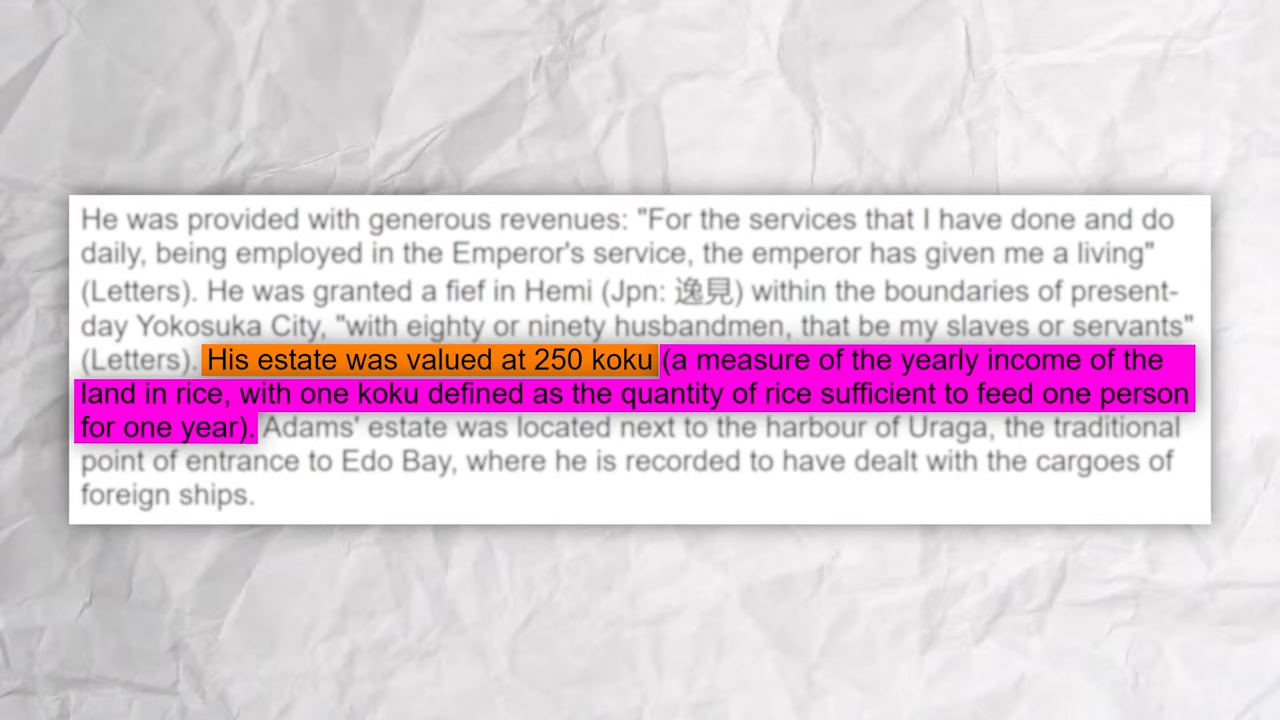 He was provided with generous revenues: "For the services that I have done and do
daily, being employed in the Emperor's service, the emperor has given me a living"
(Letters). He was granted a fief in Hemi (Jpn: 逸見) within the boundaries of present-
day Yokosuka City, "with eighty or ninety husbandmen, that be my slaves or servants"
(Letters). His estate was valued at 250 koku (a measure of the yearly income of the
land in rice, with one koku defined as the quantity of rice sufficient to feed one person
for one year). Adams' estate was located next to the harbour of Uraga, the traditional
point of entrance to Edo Bay, where he is recorded to have dealt with the cargoes of
foreign ships.